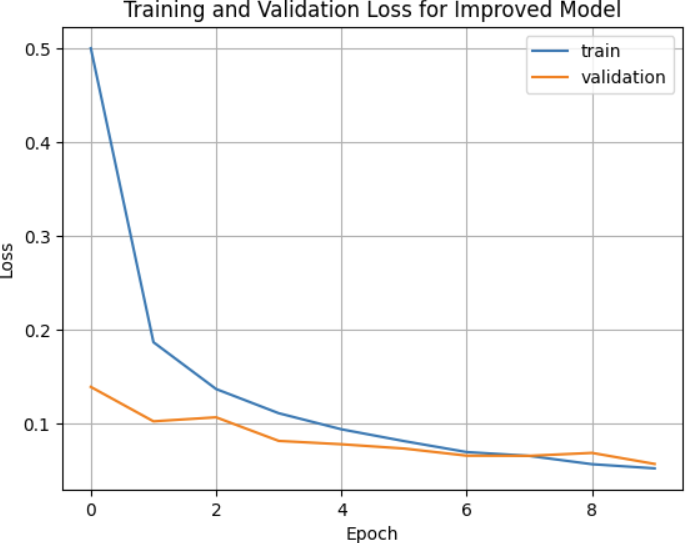 Training and Validation Loss for Improved Model
train
validation
0.5
0.4
0.3
0.2
0.1
Loss
0 2 4 6 8
Epoch